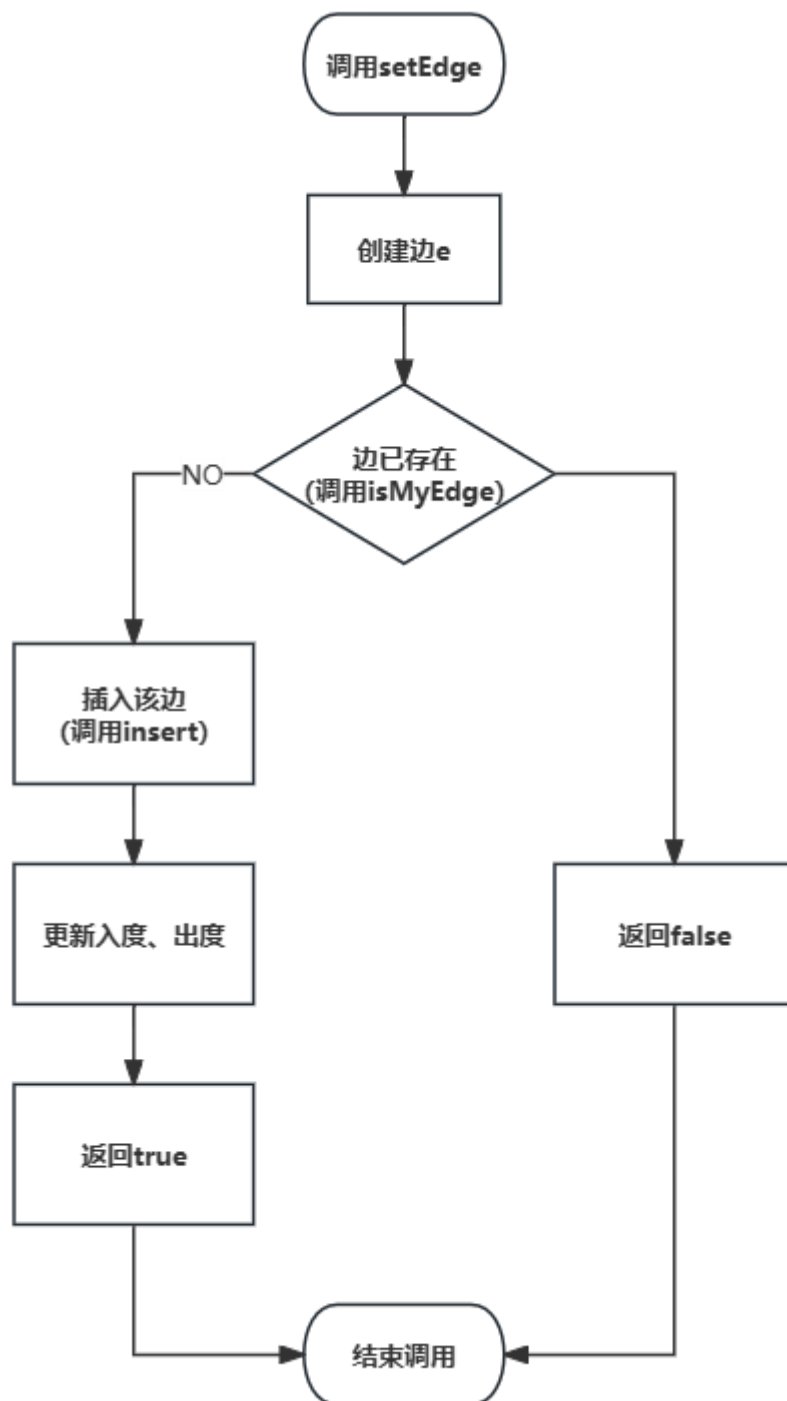 调用setEdge
创建边e
边已存在
(调用isMyEdge)
NO
插入该边
(调用insert)
更新入度、出度
返回false
返回true
结束调用